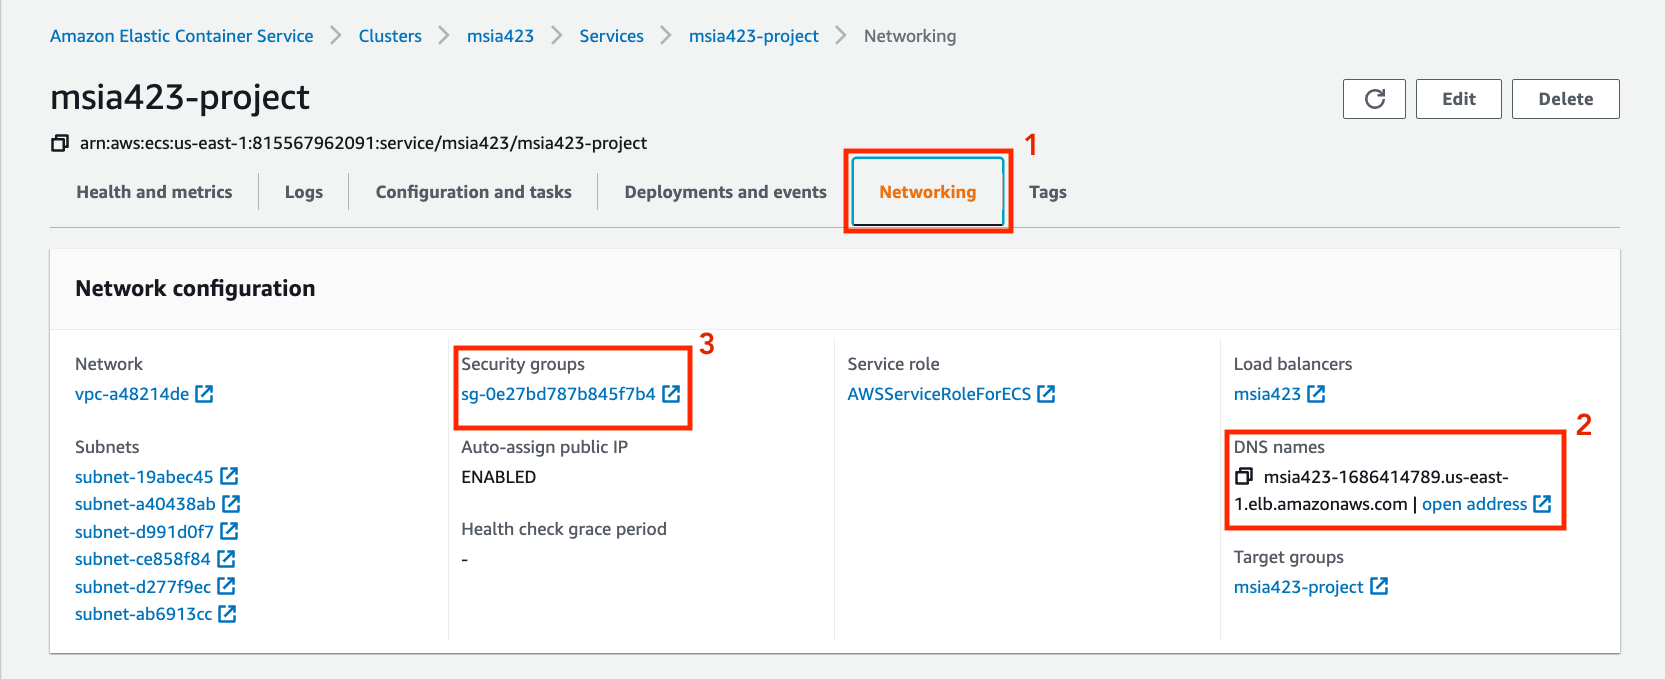 Amazon Elastic Container Service > Clusters > msia423 > Services > msia423-project > Networking
msia423-project
Edit
Delete
arn:aws:ecs:us-east-1:815567962091:service/msia423/msia423-project
1
Health and metrics
Logs
Configuration and tasks
Deployments and events
Networking
Tags
Network configuration
Network
vpc-a48214de
Subnets
subnet-19abec45
subnet-a40438ab
subnet-d991d0f7
subnet-ce858f84
subnet-d277f9ec
subnet-ab6913cc
3
Security groups
sg-0e27bd787b845f7b4
Auto-assign public IP
ENABLED
Health check grace period
-
Service role
AWSServiceRoleForECS
Load balancers
msia423
2
DNS names
msia423-1686414789.us-east-
1.elb.amazonaws.com | open address
Target groups
msia423-project